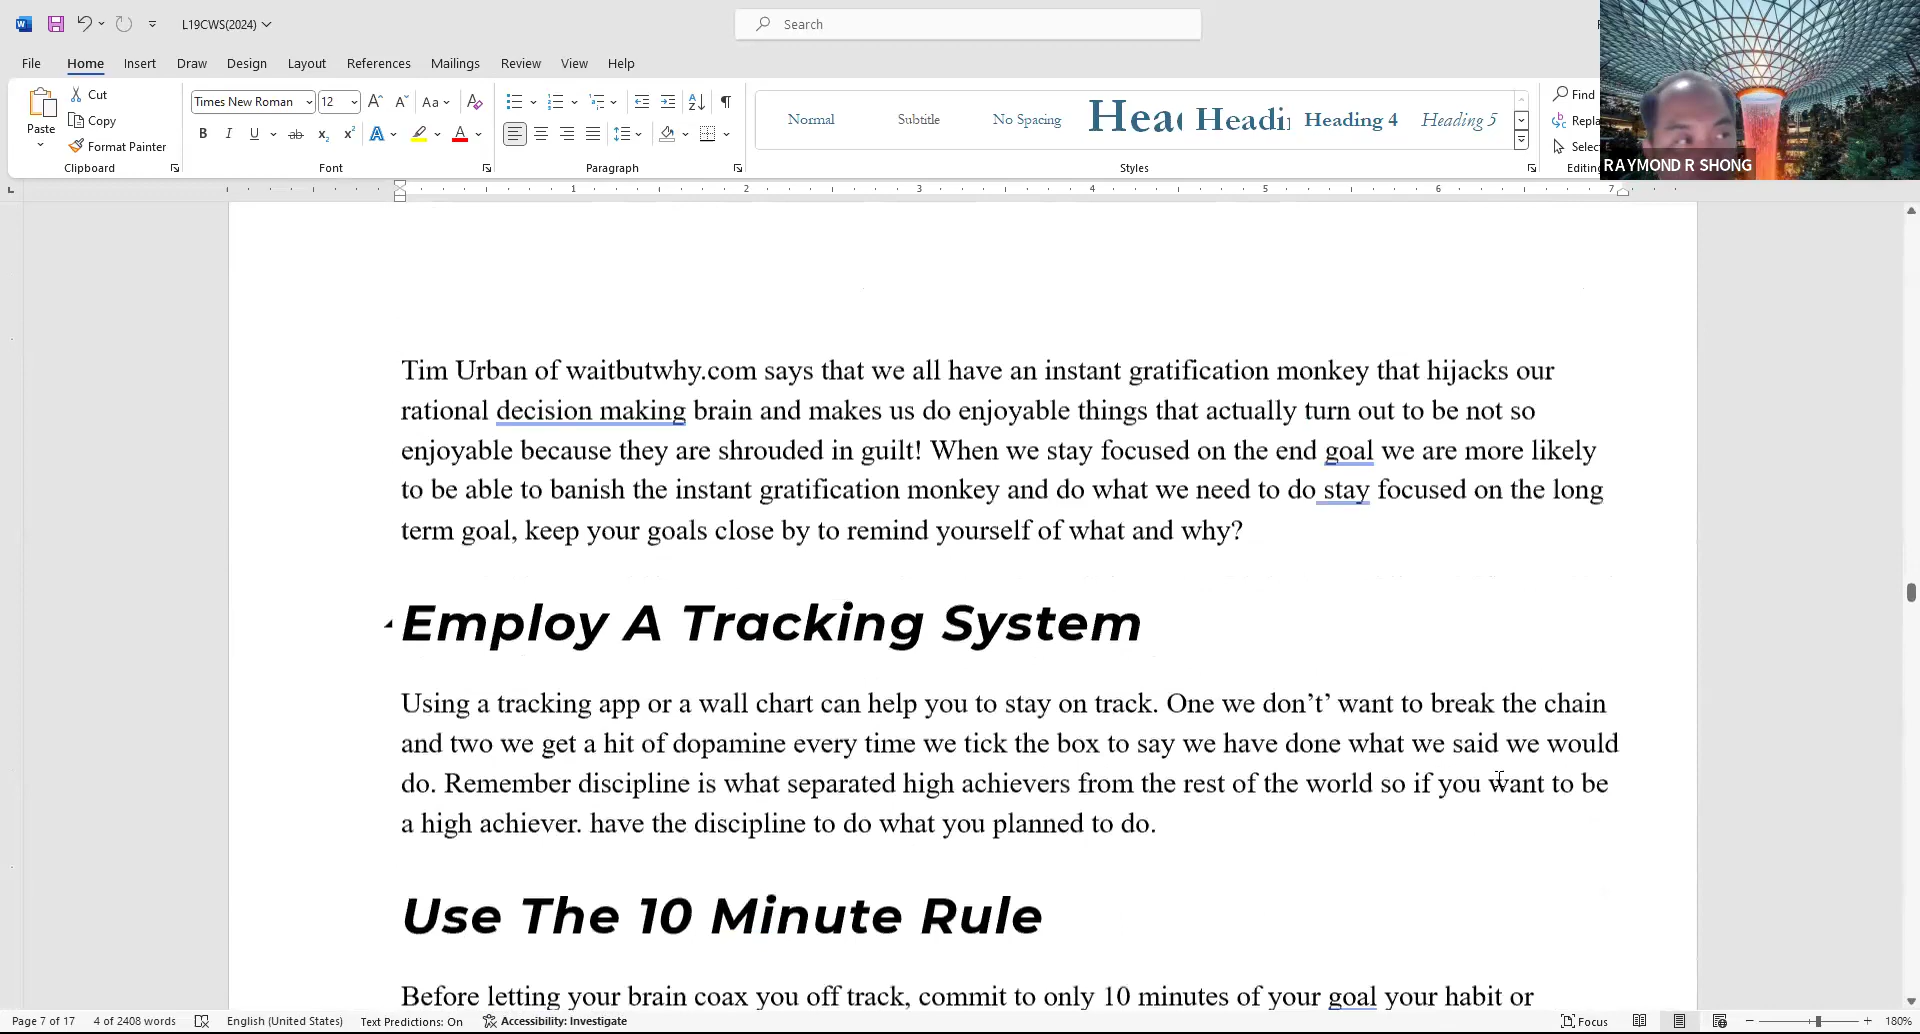 L19CWS(2024)
Search
File Home Insert Draw Design Layout References Mailings Review View Help
Paste
Cut
Copy
Format Painter
Clipboard
Times New Roman 12
Font
Paragraph
Normal Subtitle No Spacing Heading 4 Heading 5
Styles
Find
Editing
RAYMOND R SHONG
1 2 3 4 5 6 7
Tim Urban of waitbutwhy.com says that we all have an instant gratification monkey that hijacks our
rational decision making brain and makes us do enjoyable things that actually turn out to be not so
enjoyable because they are shrouded in guilt! When we stay focused on the end goal we are more likely
to be able to banish the instant gratification monkey and do what we need to do stay focused on the long
term goal, keep your goals close by to remind yourself of what and why?
Employ A Tracking System
Using a tracking app or a wall chart can help you to stay on track. One we don’t’ want to break the chain
and two we get a hit of dopamine every time we tick the box to say we have done what we said we would
do. Remember discipline is what separated high achievers from the rest of the world so if you want to be
a high achiever. have the discipline to do what you planned to do.
Use The 10 Minute Rule
Before letting your brain coax you off track, commit to only 10 minutes of your goal your habit or
Page 7 of 17 4 of 2408 words English (United States) Text Predictions: On Accessibility: Investigate Focus 180%